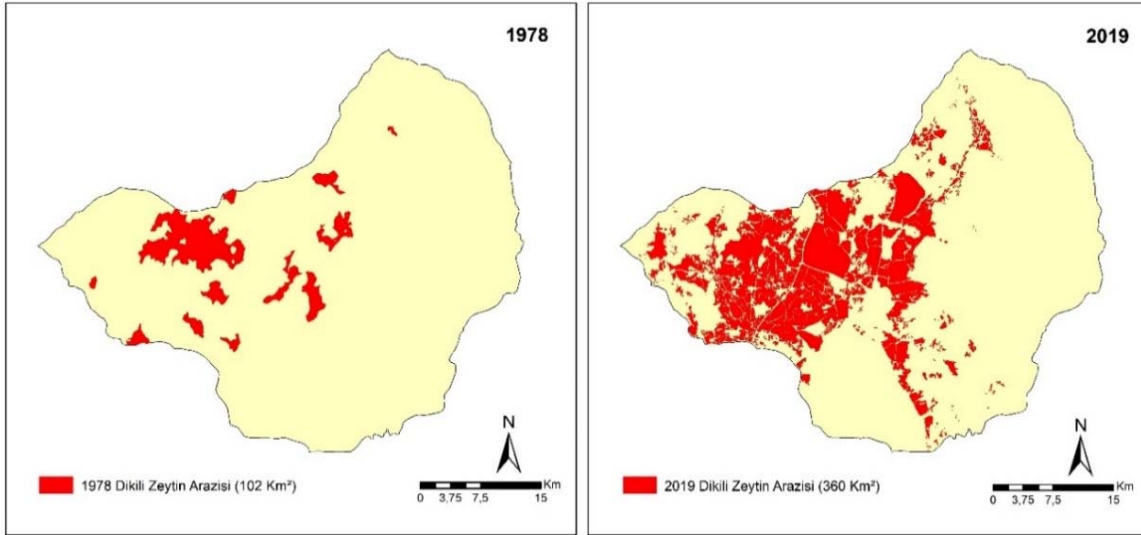 1978
N
1978 Dikili Zeytin Arazisi (102 Km²)
Km
0 3,75 7,5 15
2019
N
2019 Dikili Zeytin Arazisi (360 Km²)
Km
0 3,75 7,5 15